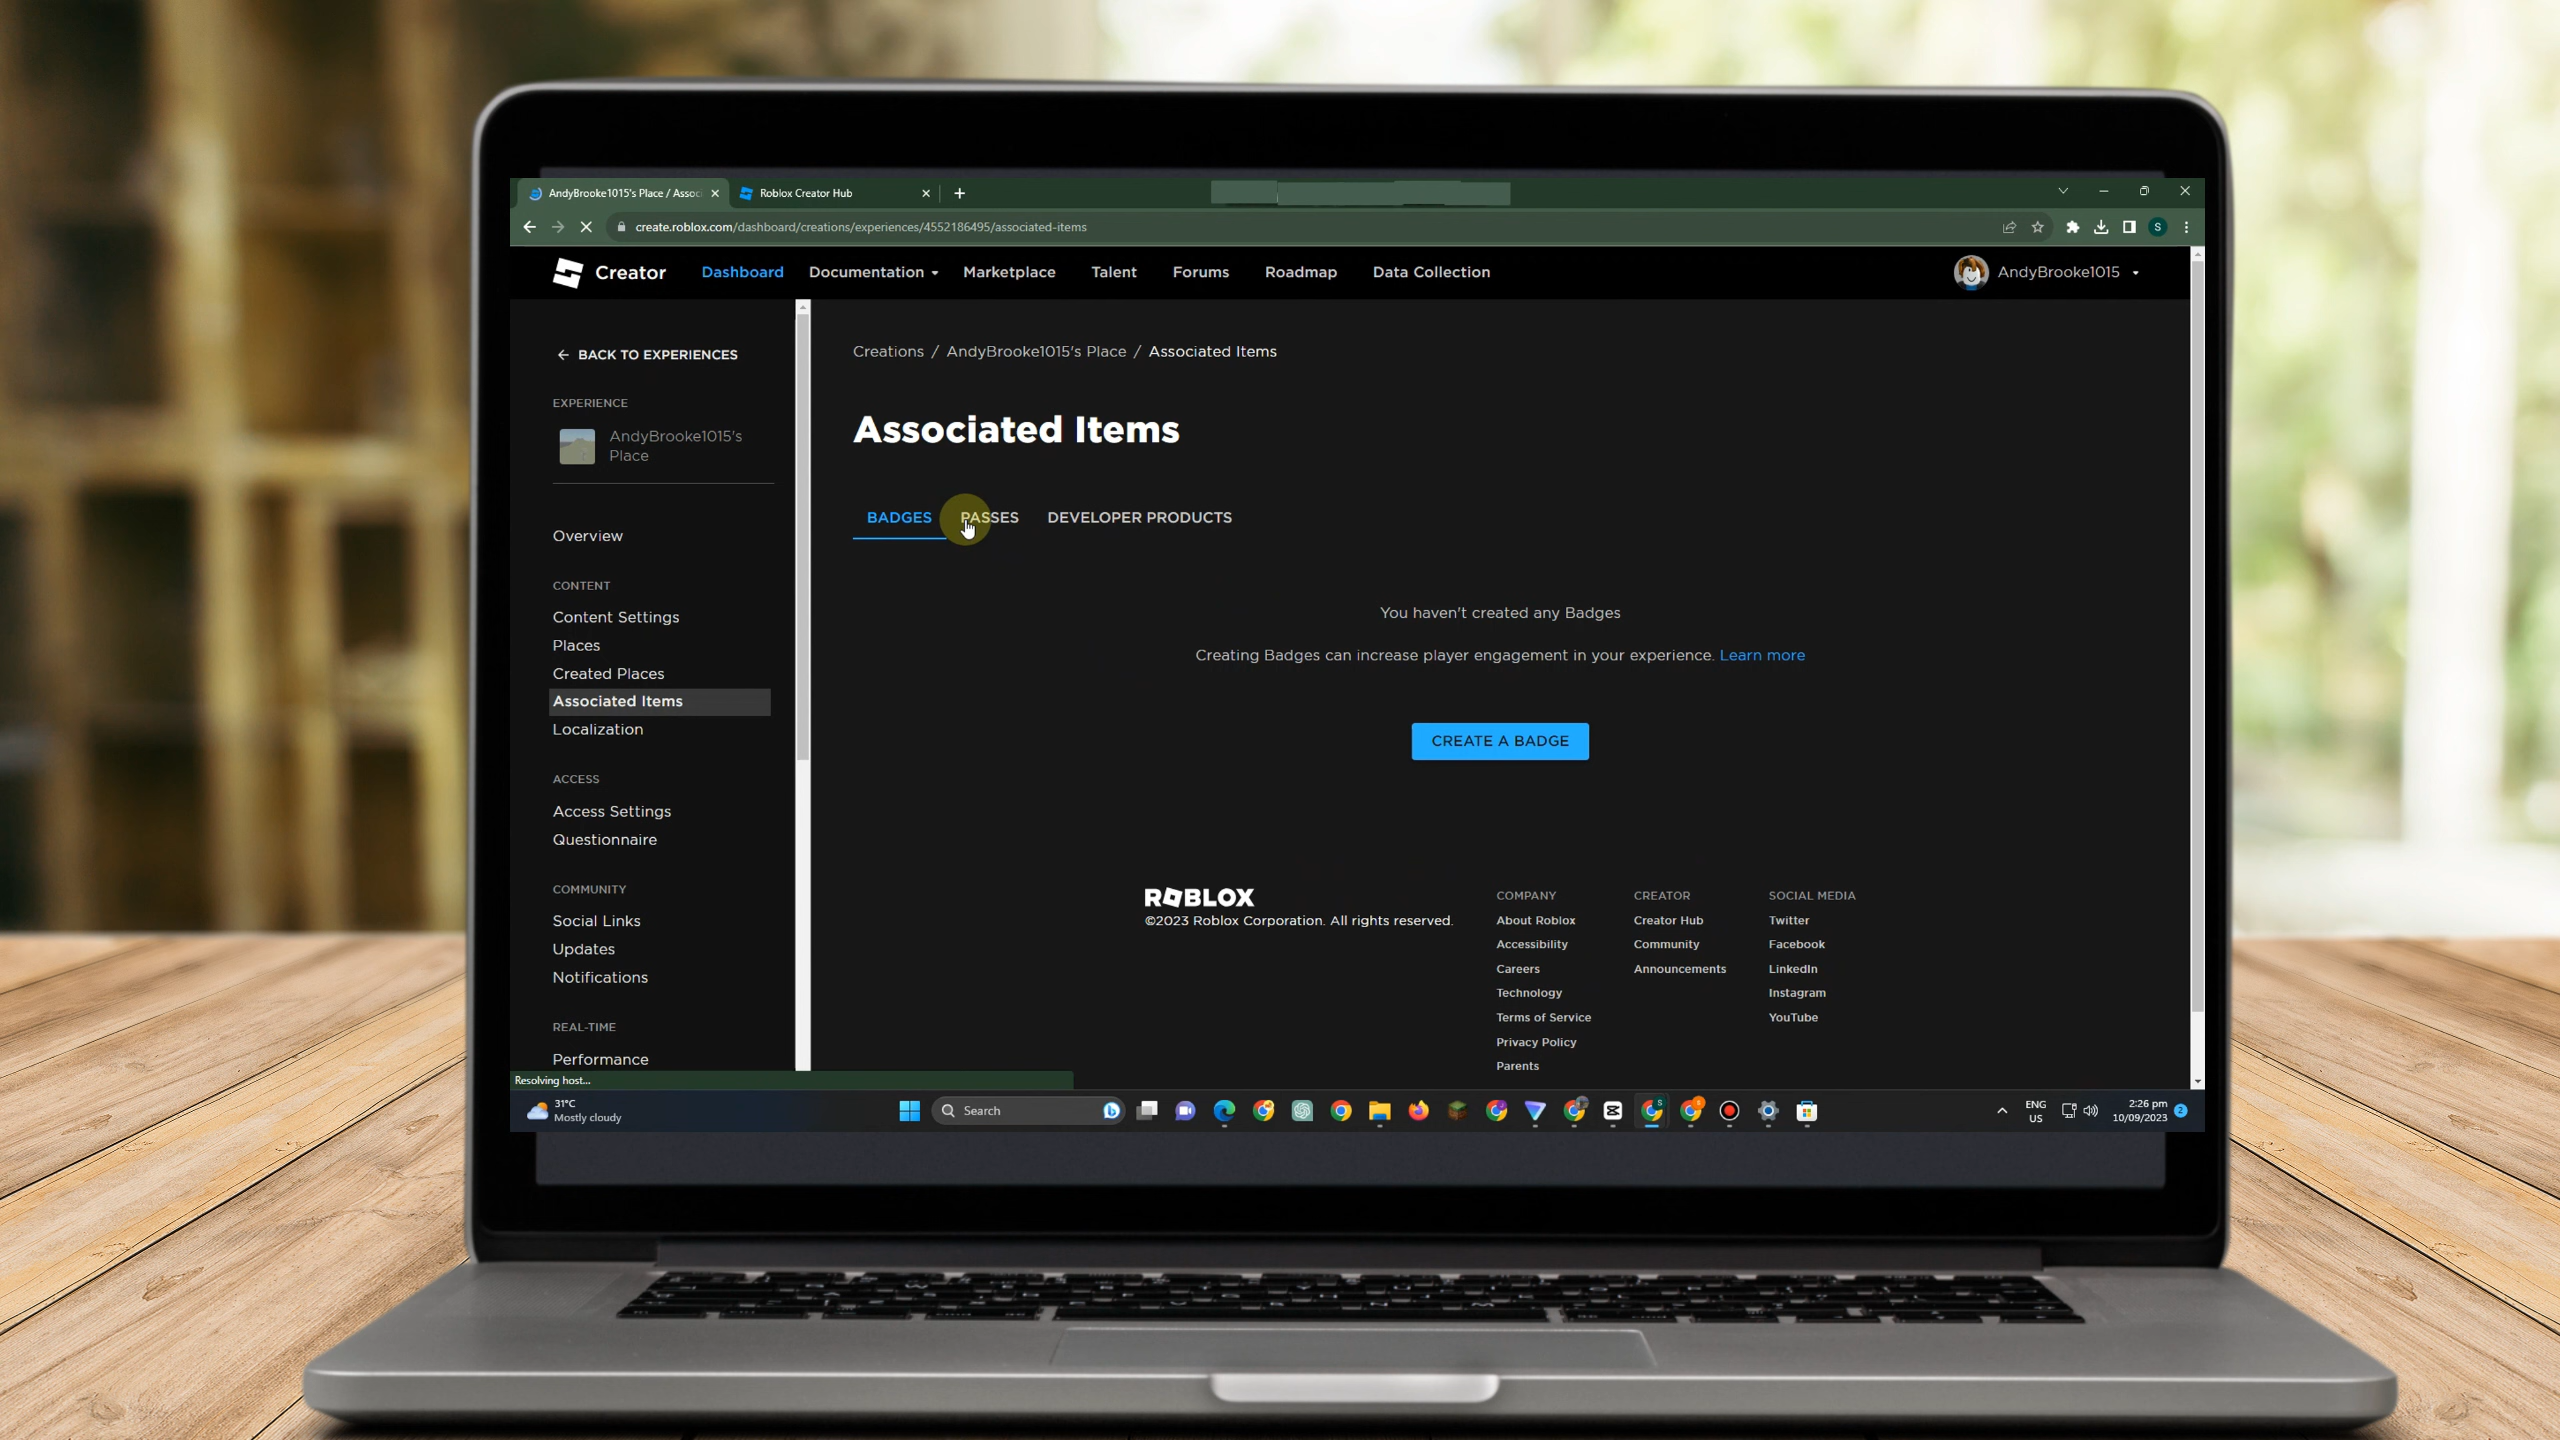 AndyBrooke1015's Place / Associ
Roblox Creator Hub
create.roblox.com/dashboard/creations/experiences/4552186495/associated-items
S
Creator
Dashboard
Documentation
Marketplace
Talent
Forums
Roadmap
Data Collection
AndyBrooke1015
BACK TO EXPERIENCES
EXPERIENCE
AndyBrooke1015's
Place
Overview
CONTENT
Content Settings
Places
Created Places
Associated Items
Localization
ACCESS
Access Settings
Questionnaire
COMMUNITY
Social Links
Updates
Notifications
REAL-TIME
Performance
Creations / AndyBrooke1015's Place / Associated Items
Associated Items
BADGES
PASSES
DEVELOPER PRODUCTS
You haven't created any Badges
Creating Badges can increase player engagement in your experience. Learn more
CREATE A BADGE
ROBLOX
©2023 Roblox Corporation. All rights reserved.
COMPANY
About Roblox
Accessibility
Careers
Technology
Terms of Service
Privacy Policy
Parents
CREATOR
Creator Hub
Community
Announcements
SOCIAL MEDIA
Twitter
Facebook
LinkedIn
Instagram
YouTube
Resolving host...
31°C
Mostly cloudy
Search
ENG
US
2:26 pm
10/09/2023
2